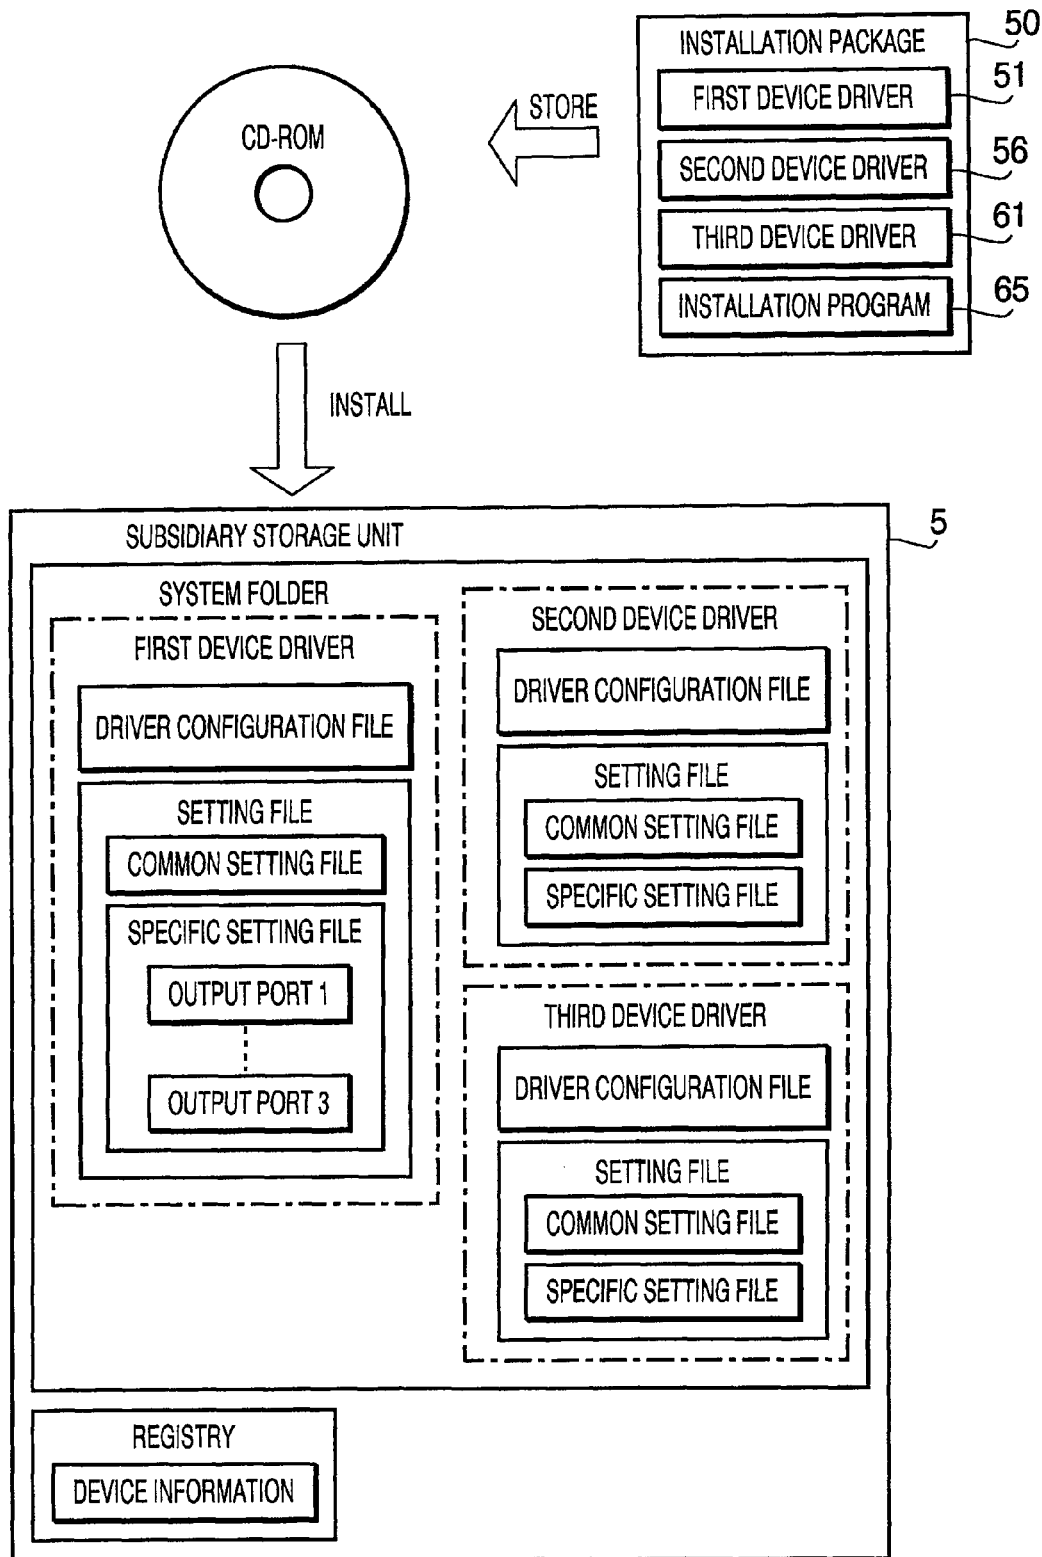 50
INSTALLATION PACKAGE
51
FIRST DEVICE DRIVER
56
SECOND DEVICE DRIVER
61
THIRD DEVICE DRIVER
65
INSTALLATION PROGRAM
STORE
CD-ROM
INSTALL
5
SUBSIDIARY STORAGE UNIT
SYSTEM FOLDER
FIRST DEVICE DRIVER
DRIVER CONFIGURATION FILE
SETTING FILE
COMMON SETTING FILE
SPECIFIC SETTING FILE
OUTPUT PORT 1
OUTPUT PORT 3
SECOND DEVICE DRIVER
DRIVER CONFIGURATION FILE
SETTING FILE
COMMON SETTING FILE
SPECIFIC SETTING FILE
THIRD DEVICE DRIVER
DRIVER CONFIGURATION FILE
SETTING FILE
COMMON SETTING FILE
SPECIFIC SETTING FILE
REGISTRY
DEVICE INFORMATION